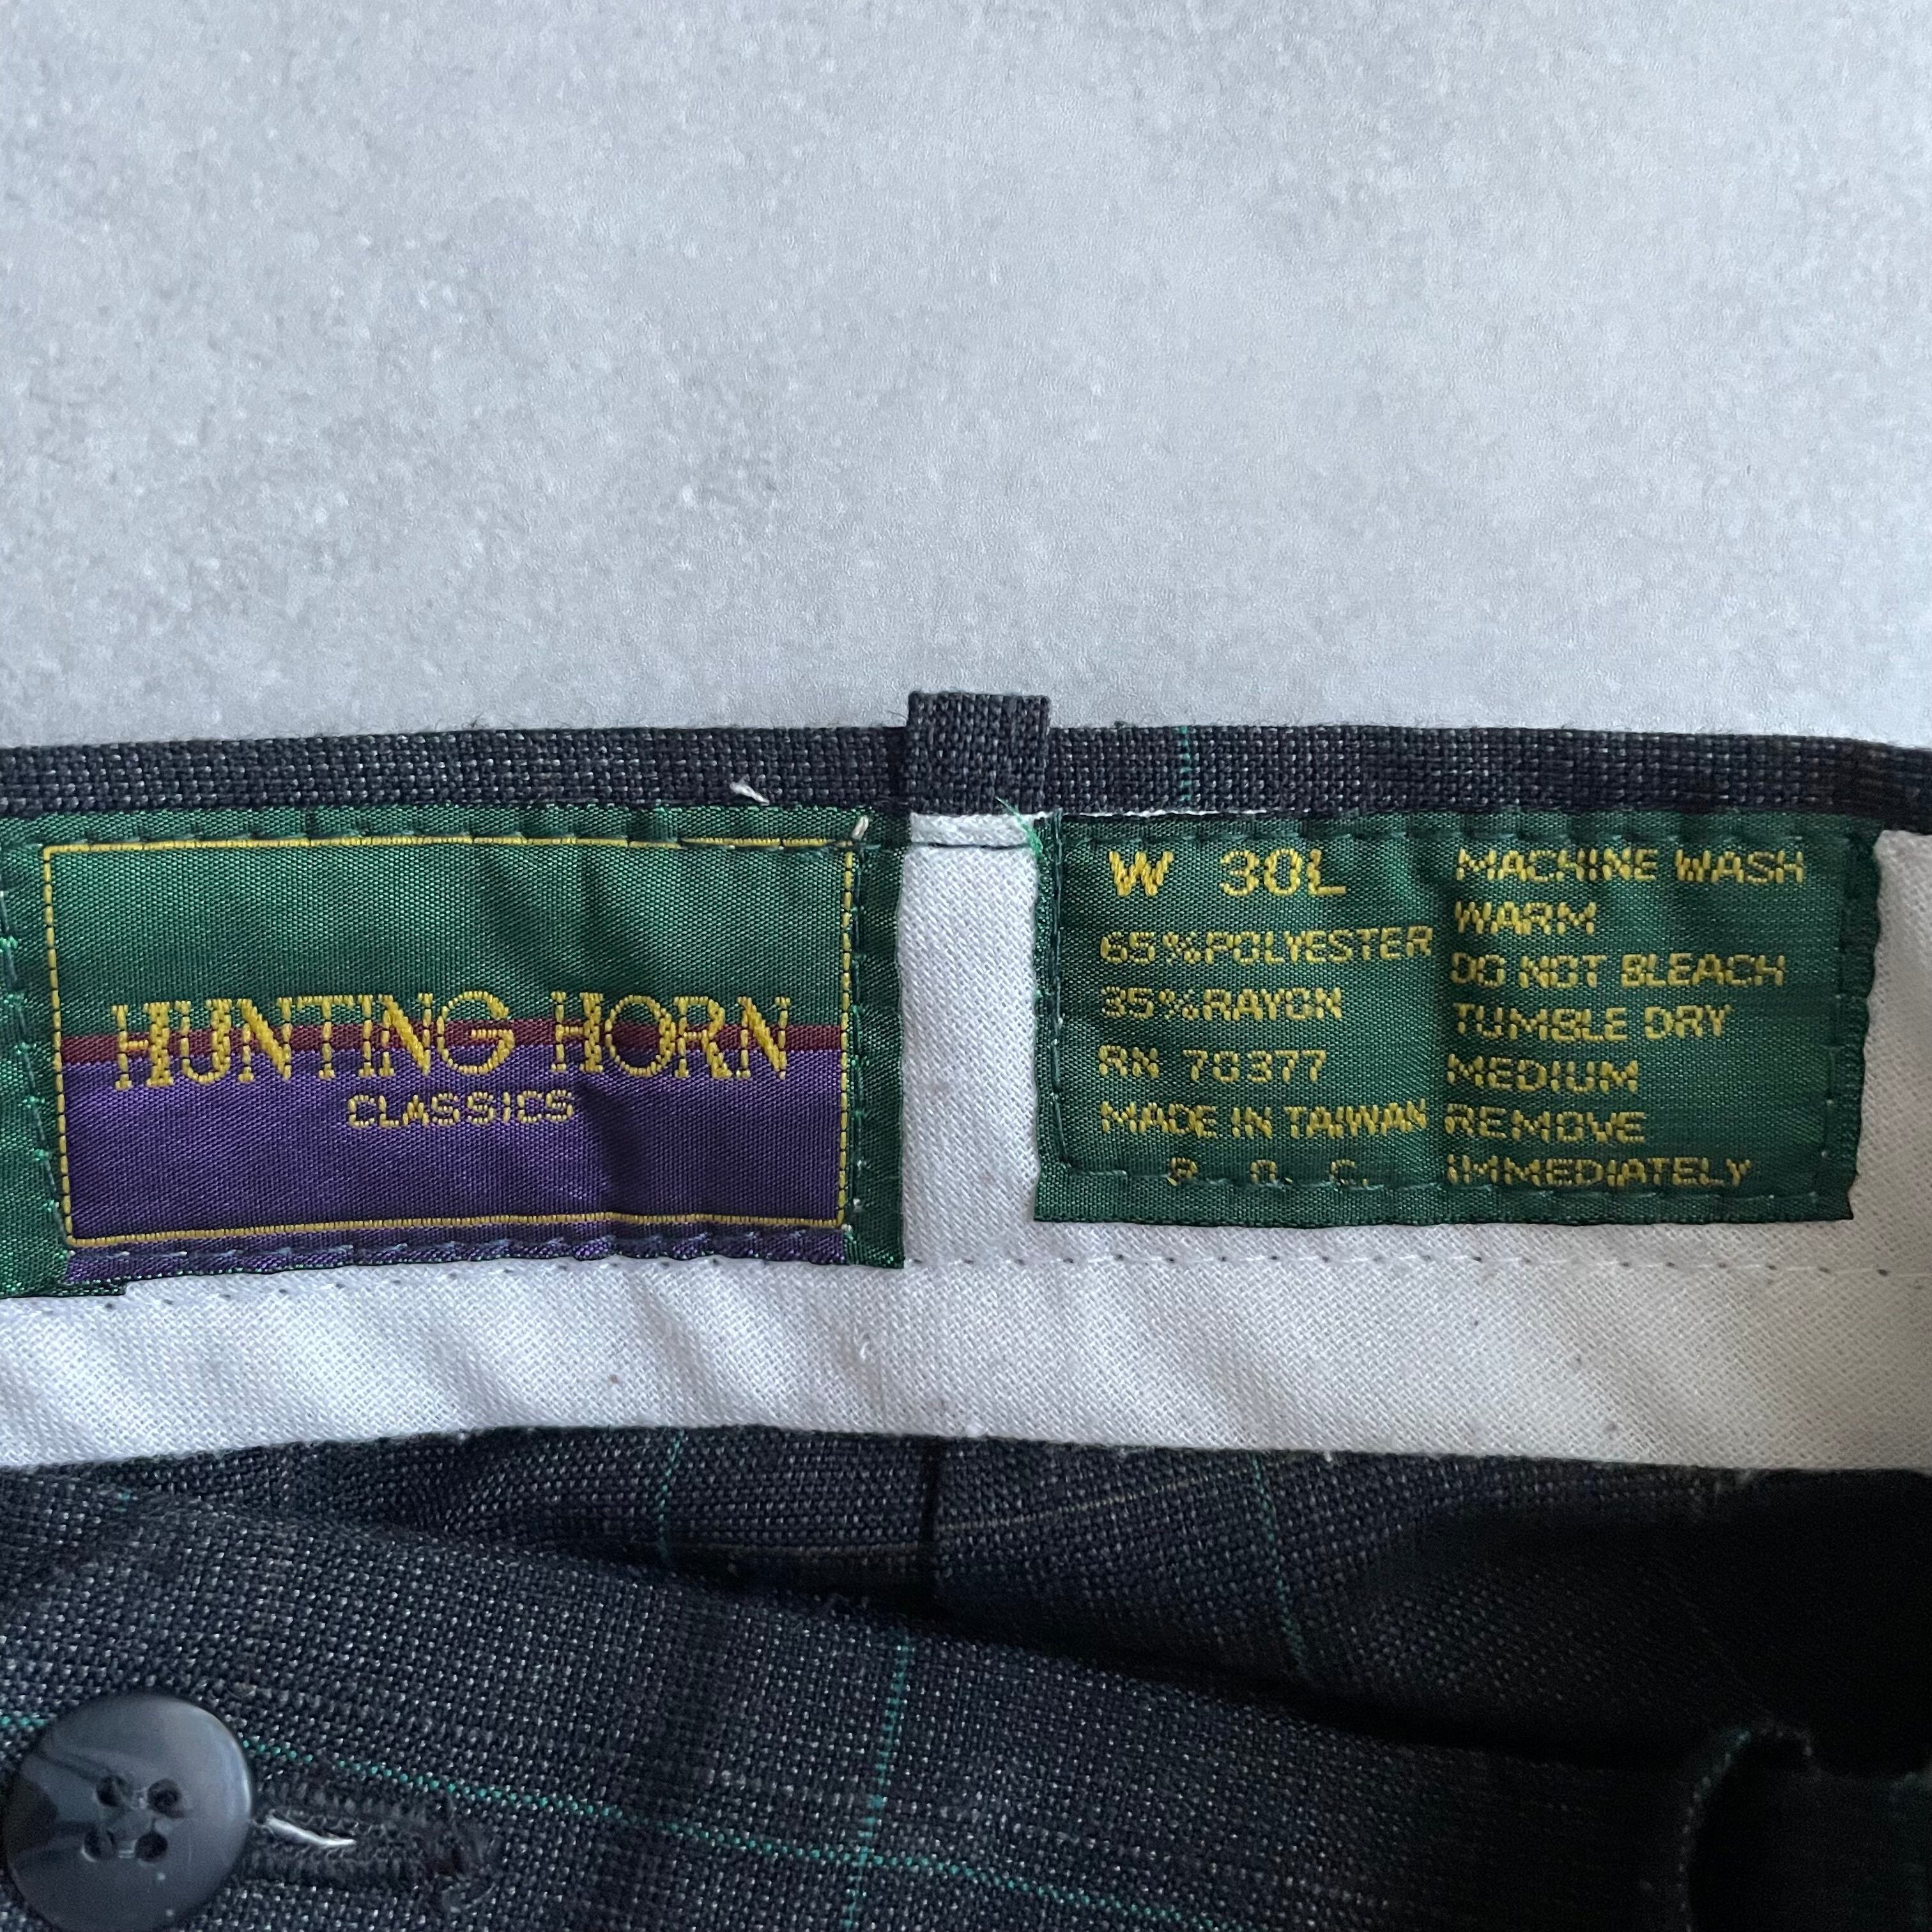 HUNTING HORN
CLASSICS
W 30L
65%POLYESTER
35%RAYON
RN 70377
MADE IN TAIWAN
MACHINE WASH
WARM
DO NOT BLEACH
TUMBLE DRY
MEDIUM
REMOVE
IMMEDIATELY